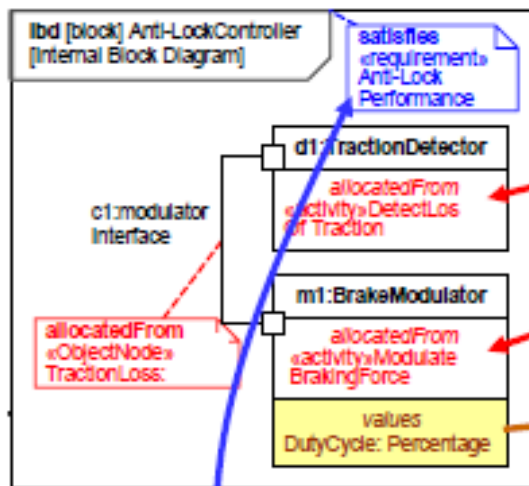 ibd [block] Anti-LockController
[Internal Block Diagram]
satisfies
«requirement»
Anti-Lock
Performance
d1:TractionDetector
allocatedFrom
«activity»DetectLos
Of Traction
c1:modulator
Interface
m1:BrakeModulator
allocatedFrom
«activity»Modulate
BrakingForce
allocatedFrom
«ObjectNode»
TractionLoss:
values
DutyCycle: Percentage